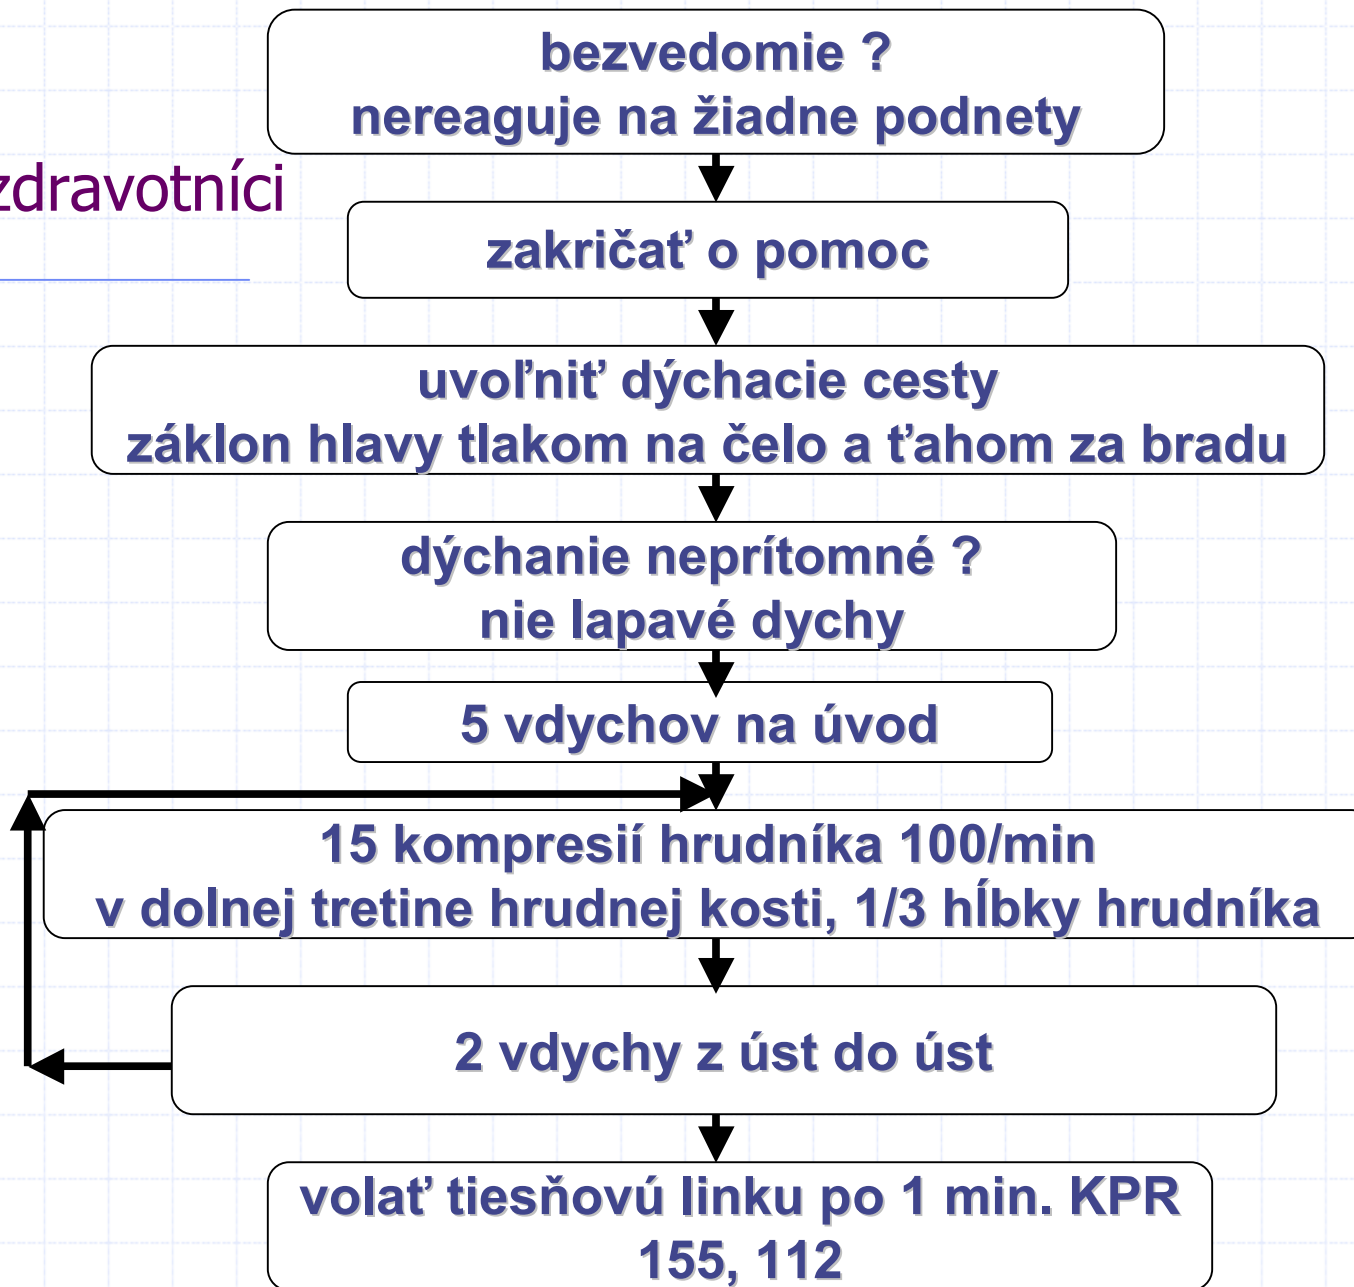 bezvedomie ?
nereaguje na žiadne podnety
zdravotníci
zakričať o pomoc
uvoľniť dýchacie cesty
záklon hlavy tlakom na čelo a ťahom za bradu
dýchanie neprítomné ?
nie lapavé dychy
5 vdychov na úvod
15 kompresií hrudníka 100/min
v dolnej tretine hrudnej kosti, 1/3 hĺbky hrudníka
2 vdychy z úst do úst
volať tiesňovú linku po 1 min. KPR
155, 112